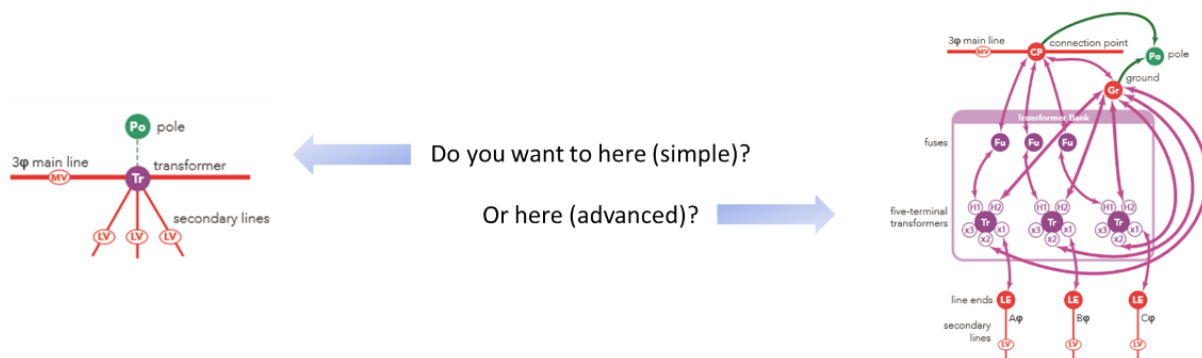 Po pole
3φ main line transformer
MV Tr
secondary lines
LV LV LV
Do you want to here (simple)?
Or here (advanced)?
3φ main line connection point
MV CP
Po
pole
ground
Gr
Transformer Bank
fuses Fu Fu Fu
H1 H2 H1 H2 H1 H2
five-terminal
transformers
Tr Tr Tr
x3 x1 x3 x1 x3 x1
x2 x2 x2
line ends LE LE LE
Aφ Bφ Cφ
secondary
lines
LV LV LV